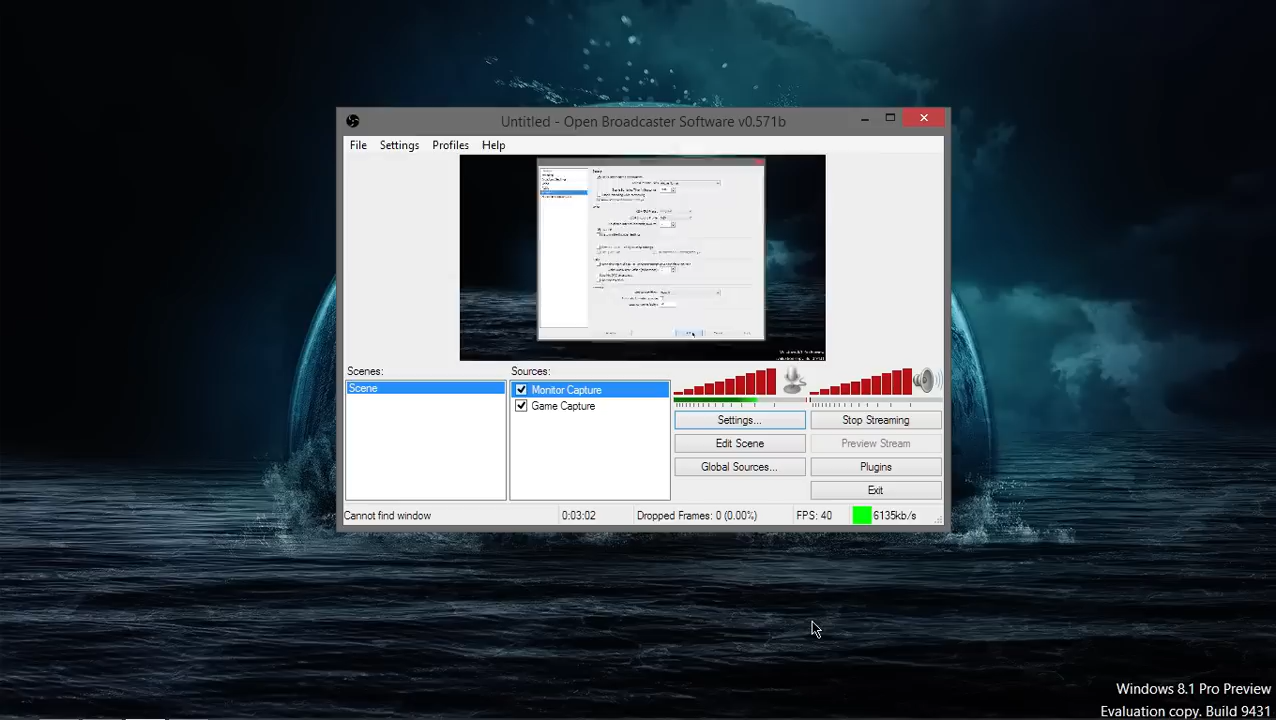 Untitled - Open Broadcaster Software v0.571b
File Settings Profiles Help
Scenes:
Sources:
Scene
Monitor Capture
Game Capture
Settings...
Stop Streaming
Edit Scene
Preview Stream
Global Sources...
Plugins
Exit
Cannot find window
0:03:02
Dropped Frames: 0 (0.00%)
FPS: 40
6135kb/s
Windows 8.1 Pro Preview
Evaluation copy. Build 9431